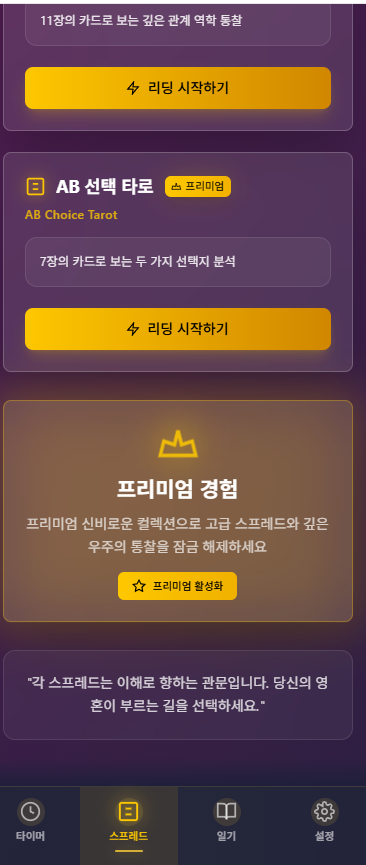 11장의 카드로 보는 깊은 관계 역학 통찰
리딩 시작하기
AB 선택 타로
프리미엄
AB Choice Tarot
7장의 카드로 보는 두 가지 선택지 분석
리딩 시작하기
프리미엄 경험
프리미엄 신비로운 컬렉션으로 고급 스프레드와 깊은
우주의 통찰을 잠금 해제하세요
프리미엄 활성화
"각 스프레드는 이해로 향하는 관문입니다. 당신의 영
혼이 부르는 길을 선택하세요."
타이머
스프레드
일기
설정